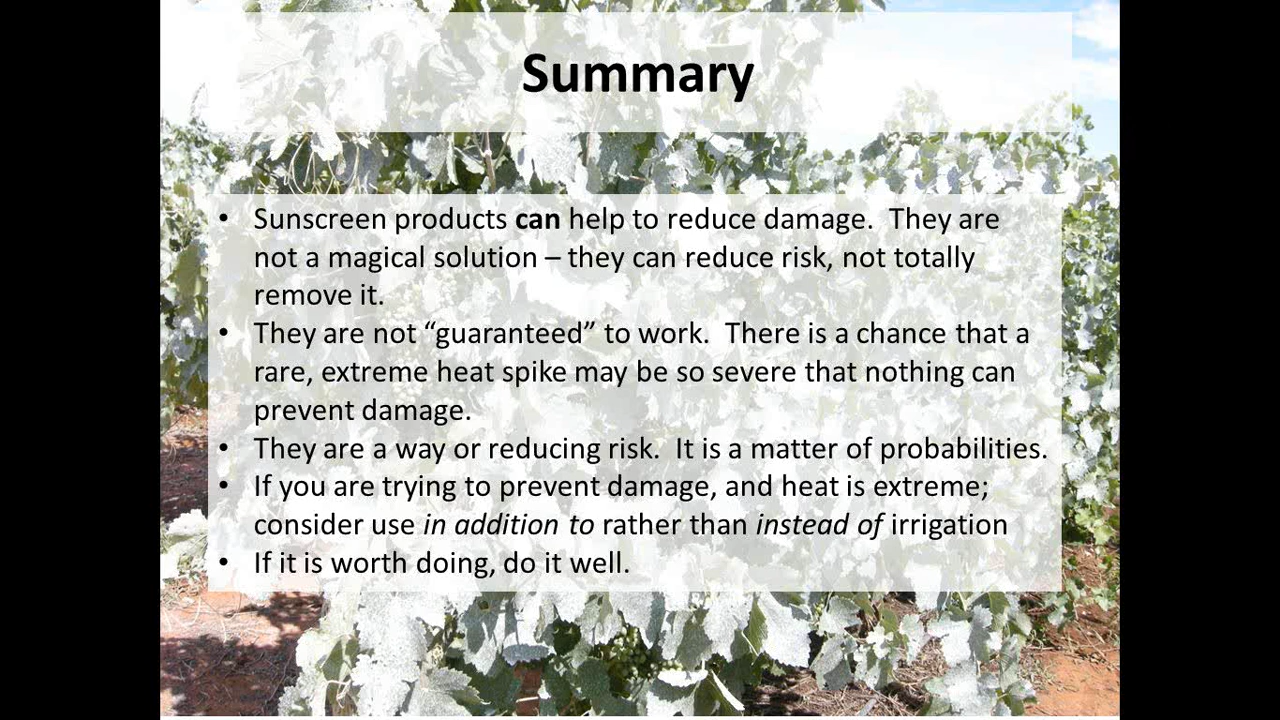 Summary
• Sunscreen products can help to reduce damage.  They are
not a magical solution – they can reduce risk, not totally
remove it.
• They are not “guaranteed” to work.  There is a chance that a
rare, extreme heat spike may be so severe that nothing can
prevent damage.
• They are a way or reducing risk.  It is a matter of probabilities.
• If you are trying to prevent damage, and heat is extreme;
consider use in addition to rather than instead of irrigation
• If it is worth doing, do it well.